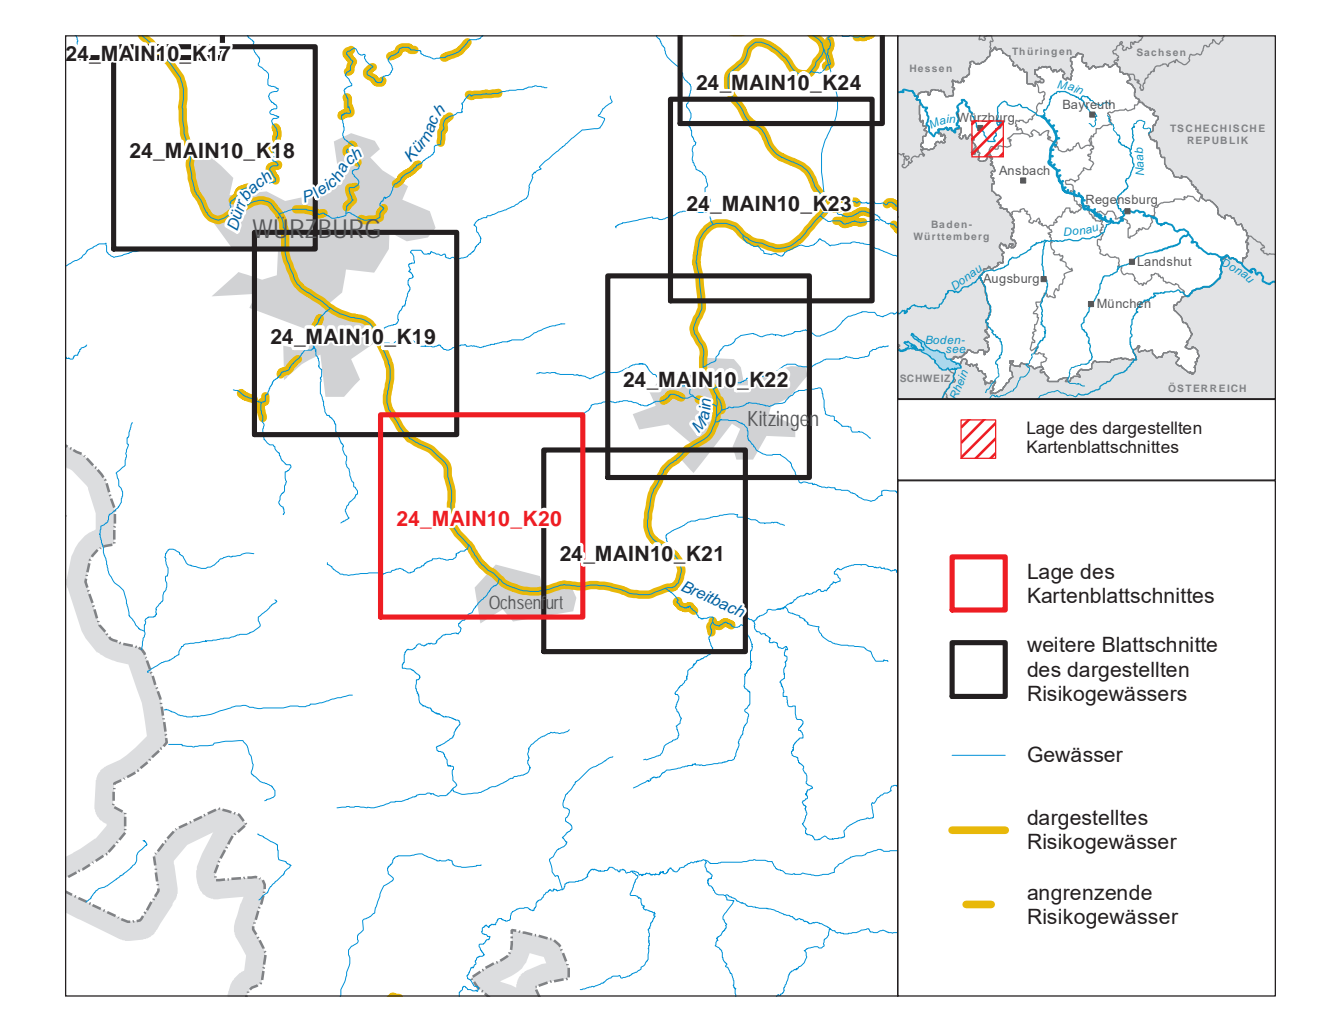 24_MAIN10_K17
24_MAIN10_K18
24_MAIN10_K24
24_MAIN10_K23
Dürrbach
Pleichach
Kürnach
WÜRZBURG
24_MAIN10_K19
24_MAIN10_K22
Main
Kitzingen
24_MAIN10_K20
24_MAIN10_K21
Ochsenfurt
Breitbach
Thüringen
Sachsen
Hessen
Main
Bayreuth
Main
Würzburg
TSCHECHISCHE
REPUBLIK
Naab
Ansbach
Regensburg
Baden-
Württemberg
Donau
Landshut
Donau
Donau
Augsburg
München
Boden-
see
SCHWEIZ
Rhein
ÖSTERREICH
Lage des dargestellten
Kartenblattschnittes
Lage des
Kartenblattschnittes
weitere Blattschnitte
des dargestellten
Risikogewässers
Gewässer
dargestelltes
Risikogewässer
angrenzende
Risikogewässer